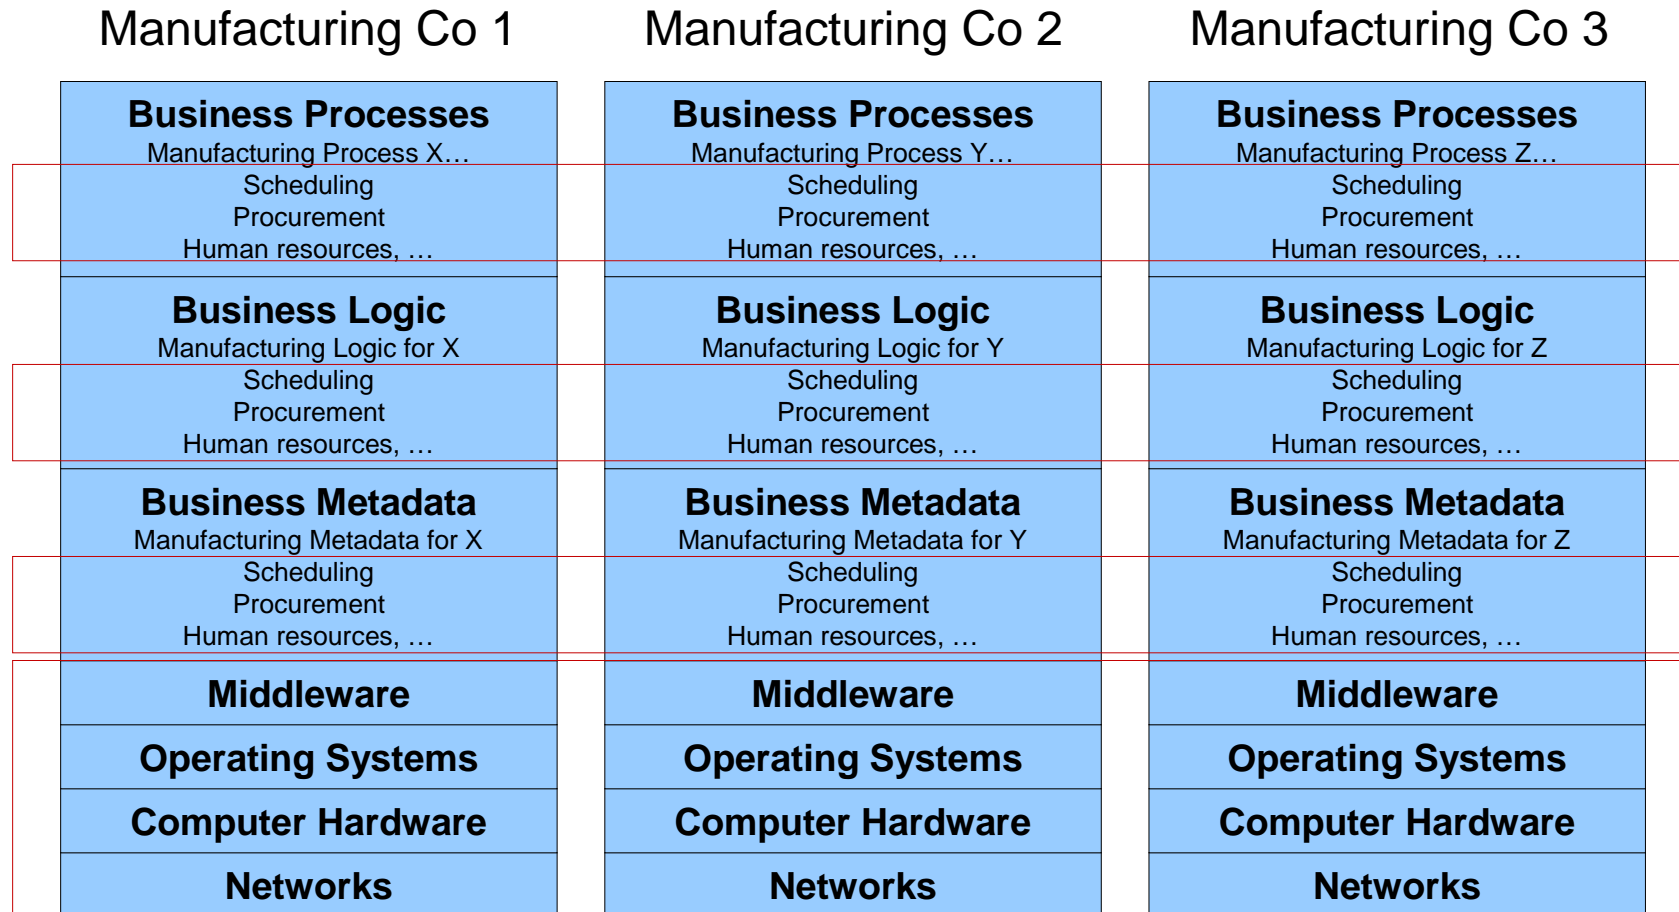 Manufacturing Co 1
Business Processes
Manufacturing Process X…
Scheduling
Procurement
Human resources, …
Business Logic
Manufacturing Logic for X
Scheduling
Procurement
Human resources, …
Business Metadata
Manufacturing Metadata for X
Scheduling
Procurement
Human resources, …
Middleware
Operating Systems
Computer Hardware
Networks
Manufacturing Co 2
Business Processes
Manufacturing Process Y…
Scheduling
Procurement
Human resources, …
Business Logic
Manufacturing Logic for Y
Scheduling
Procurement
Human resources, …
Business Metadata
Manufacturing Metadata for Y
Scheduling
Procurement
Human resources, …
Middleware
Operating Systems
Computer Hardware
Networks
Manufacturing Co 3
Business Processes
Manufacturing Process Z…
Scheduling
Procurement
Human resources, …
Business Logic
Manufacturing Logic for Z
Scheduling
Procurement
Human resources, …
Business Metadata
Manufacturing Metadata for Z
Scheduling
Procurement
Human resources, …
Middleware
Operating Systems
Computer Hardware
Networks